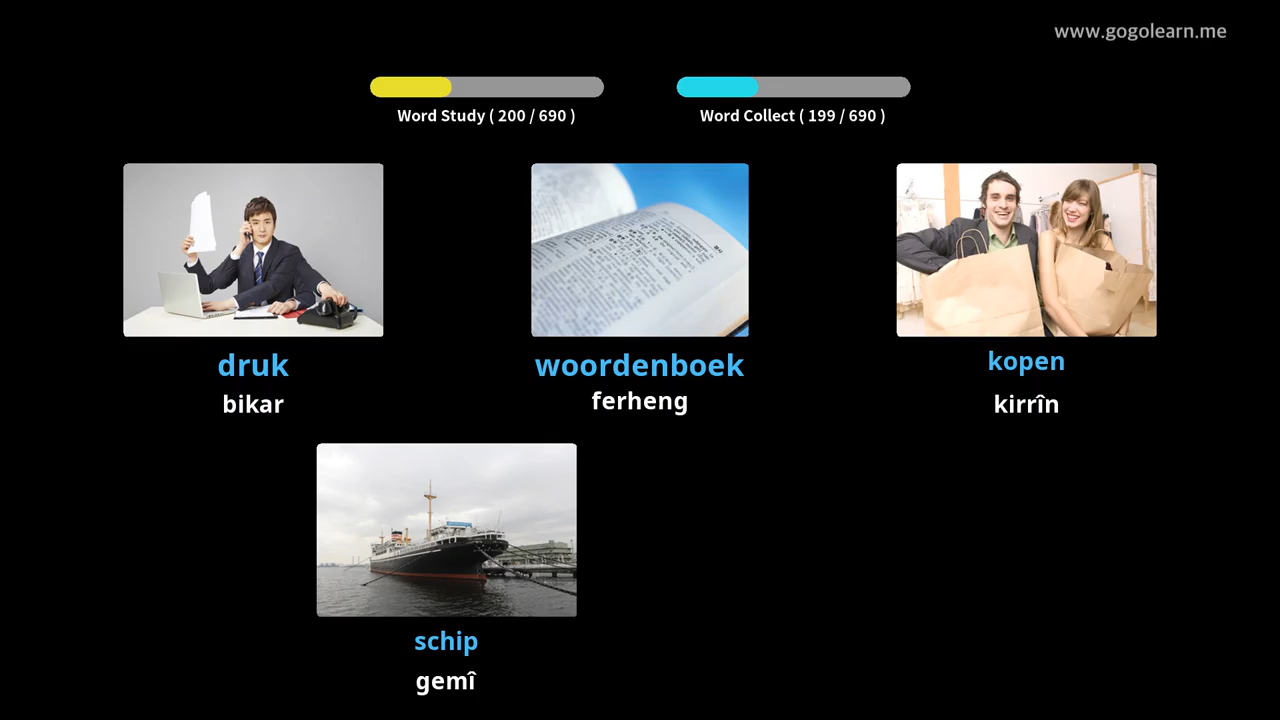 www.gogolearn.me
Word Study ( 200 / 690 )
Word Collect ( 199 / 690 )
druk
bikar
woordenboek
ferheng
kopen
kirrîn
schip
gemî